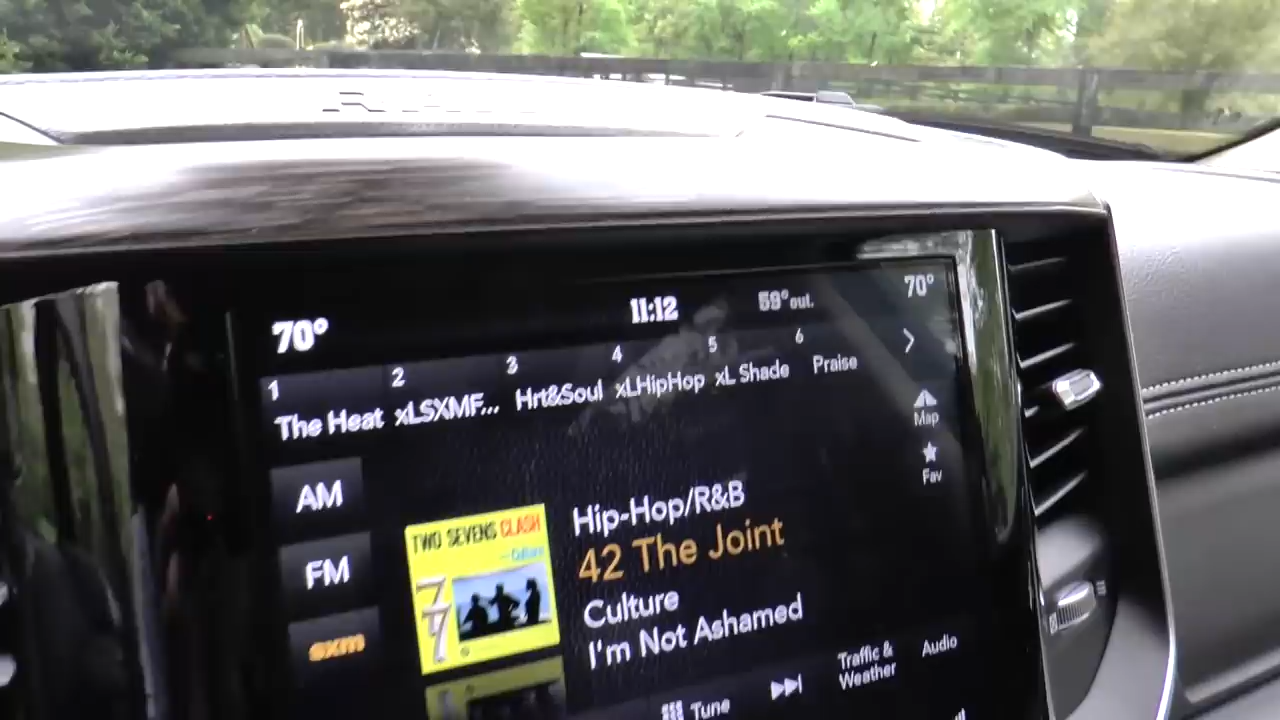 70°
11:12
59° out.
70°
1
2
3
4
5
6
The Heat
xLSXMF...
Hrt&Soul
xLHipHop
xL Shade
Praise
Map
Fav
AM
FM
sxm
TWO SEVENS CLASH
Culture
77
Hip-Hop/R&B
42 The Joint
Culture
I'm Not Ashamed
Tune
Traffic &
Weather
Audio